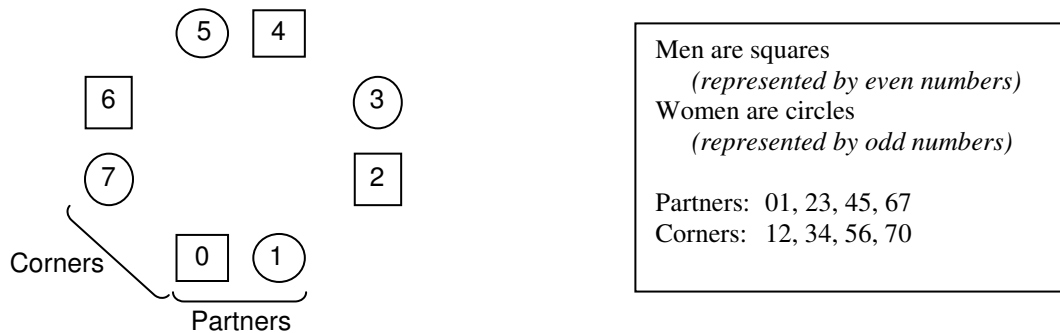 5 4
6 3
7 2
0 1
Corners
Partners
Men are squares
(represented by even numbers)
Women are circles
(represented by odd numbers)
Partners: 01, 23, 45, 67
Corners: 12, 34, 56, 70